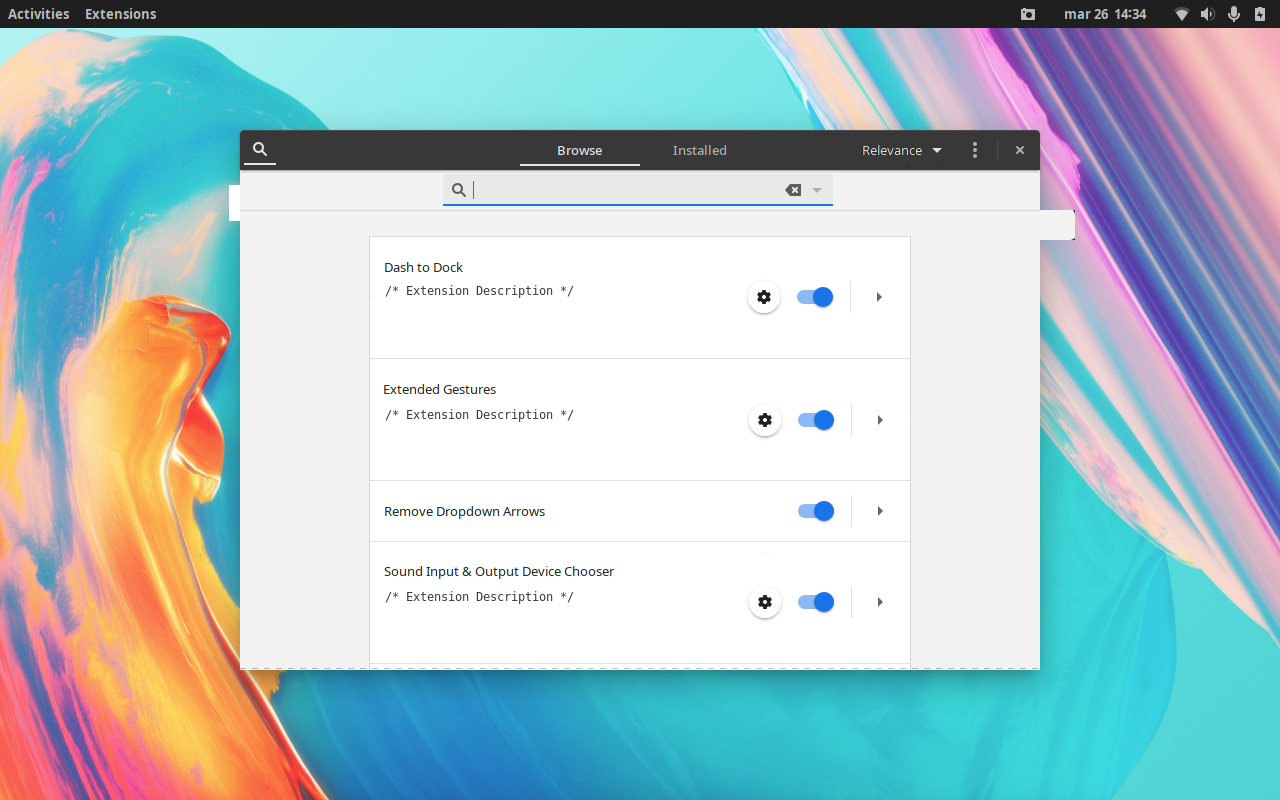 Activities Extensions mar 26 14:34
Browse Installed Relevance
Dash to Dock
/* Extension Description */
Extended Gestures
/* Extension Description */
Remove Dropdown Arrows
Sound Input & Output Device Chooser
/* Extension Description */